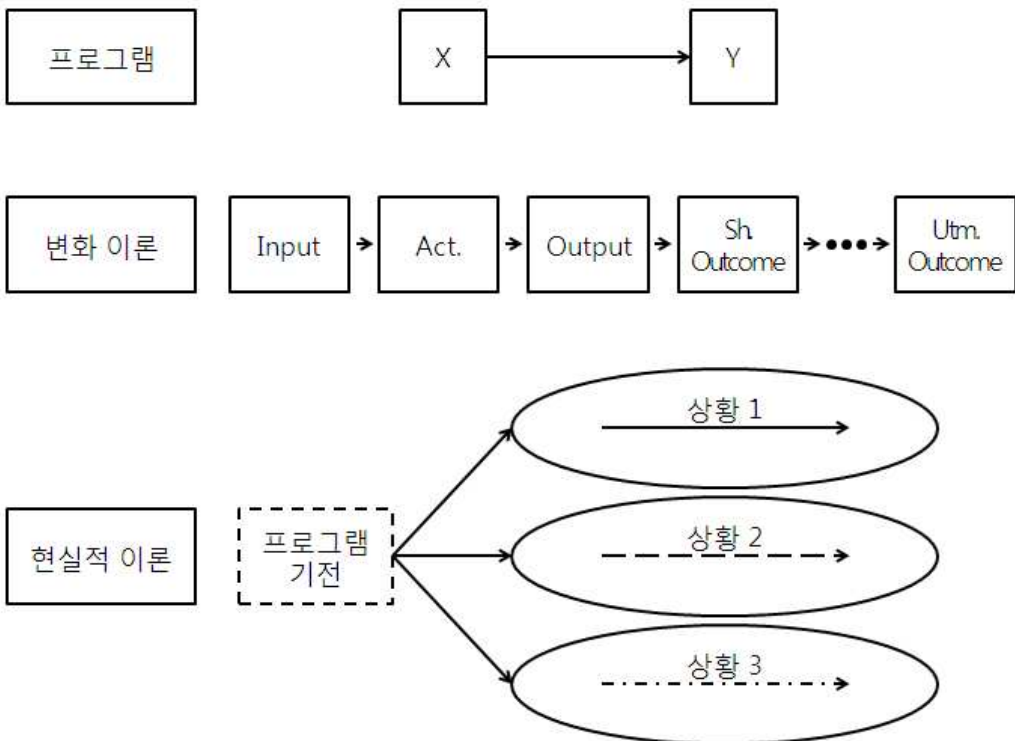 프로그램
X
Y
변화 이론
Input
Act.
Output
Sh.
Outcome
Utm.
Outcome
현실적 이론
프로그램
기전
상황 1
상황 2
상황 3